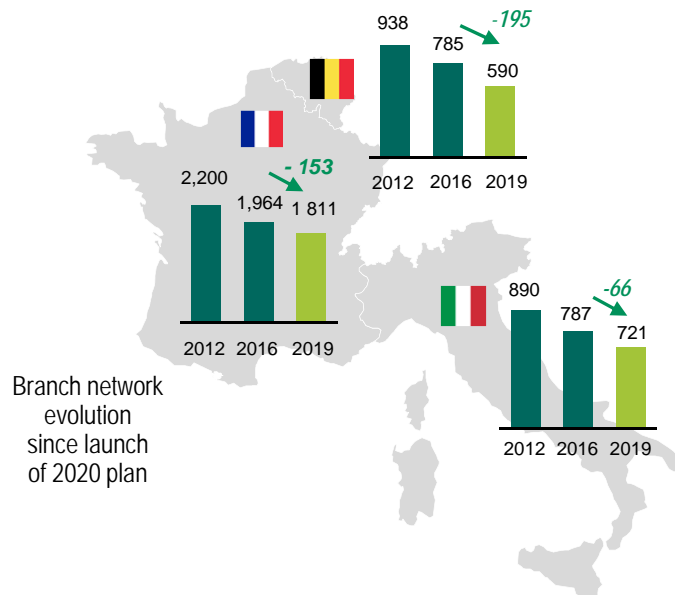 938
785
-195
590
2012 2016 2019
2,200
1,964
- 153
1 811
2012 2016 2019
890
787
-66
721
2012 2016 2019
Branch network
evolution
since launch
of 2020 plan